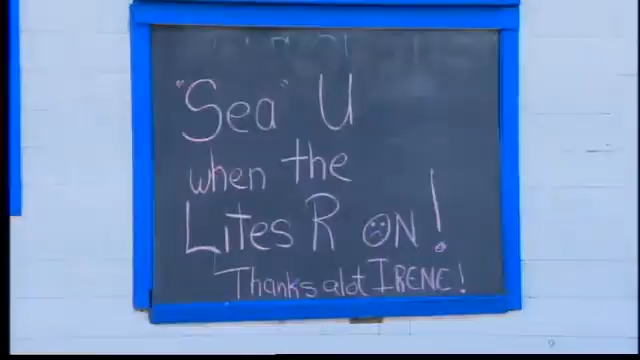 "Sea" U
when the
Lites R ON!
Thanks alot IRENE!